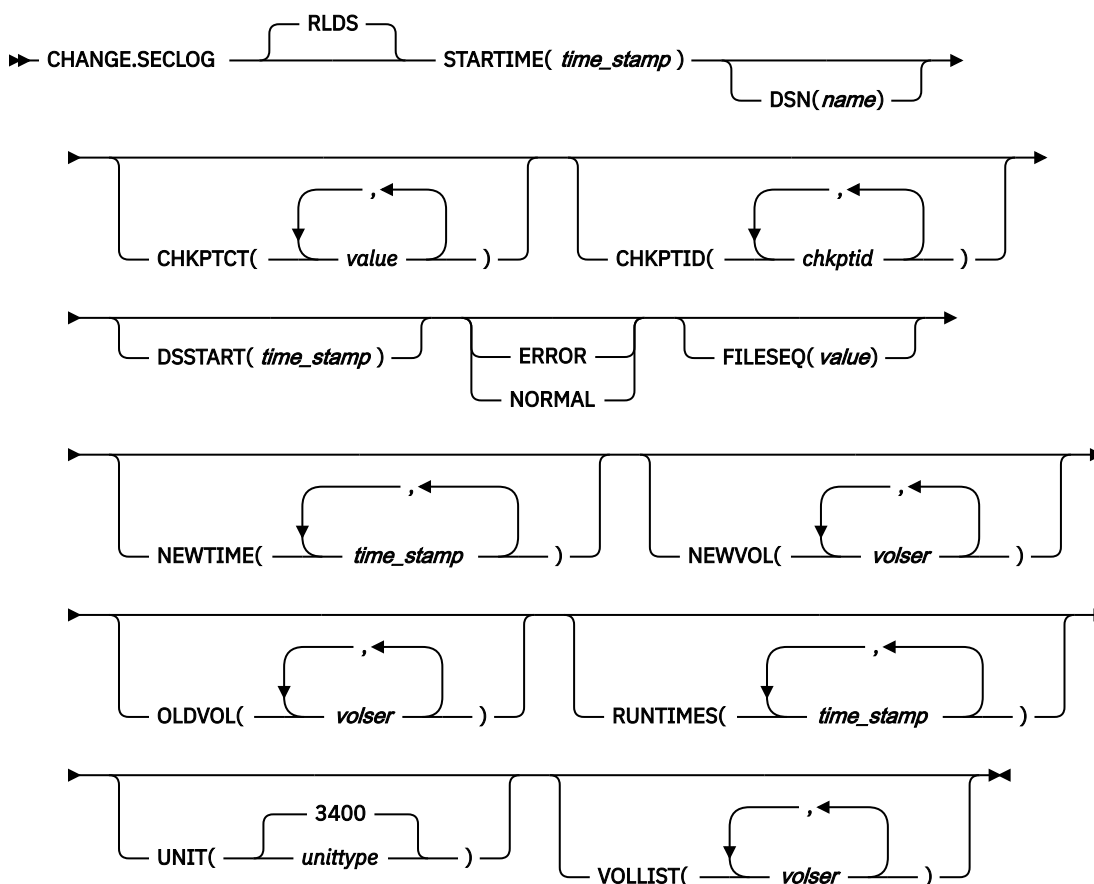 RLDS
CHANGE.SECLOG STARTIME( time_stamp )
DSN(name)
, ,
CHKPTCT( value ) CHKPTID( chkptid )
DSSTART( time_stamp ) ERROR FILESEQ( value)
NORMAL
, ,
NEWTIME( time_stamp ) NEWVOL( volser )
, ,
OLDVOL( volser ) RUNTIMES( time_stamp )
3400 ,
UNIT( unittype ) VOLLIST( volser )